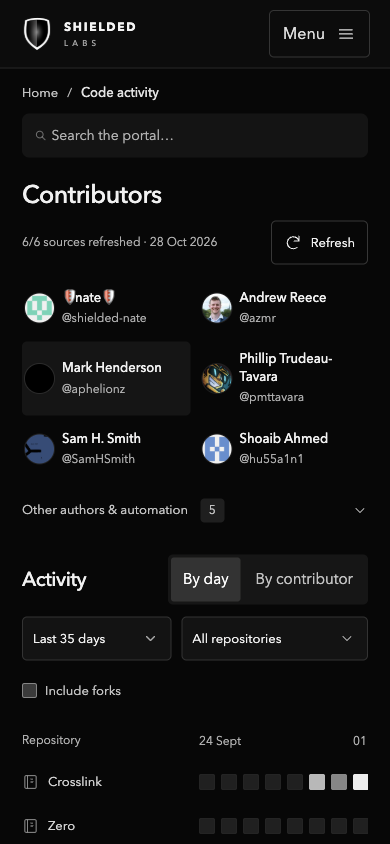 SHIELDED
LABS
Menu
Home / Code activity
Search the portal...
Contributors
6/6 sources refreshed · 28 Oct 2026
Refresh
nate
@shielded-nate
Andrew Reece
@azmr
Mark Henderson
@aphelionz
Phillip Trudeau-
Tavara
@pmttavara
Sam H. Smith
@SamHSmith
Shoaib Ahmed
@hu55a1n1
Other authors & automation 5
Activity
By day
By contributor
Last 35 days
All repositories
Include forks
Repository
24 Sept
01
Crosslink
Zero